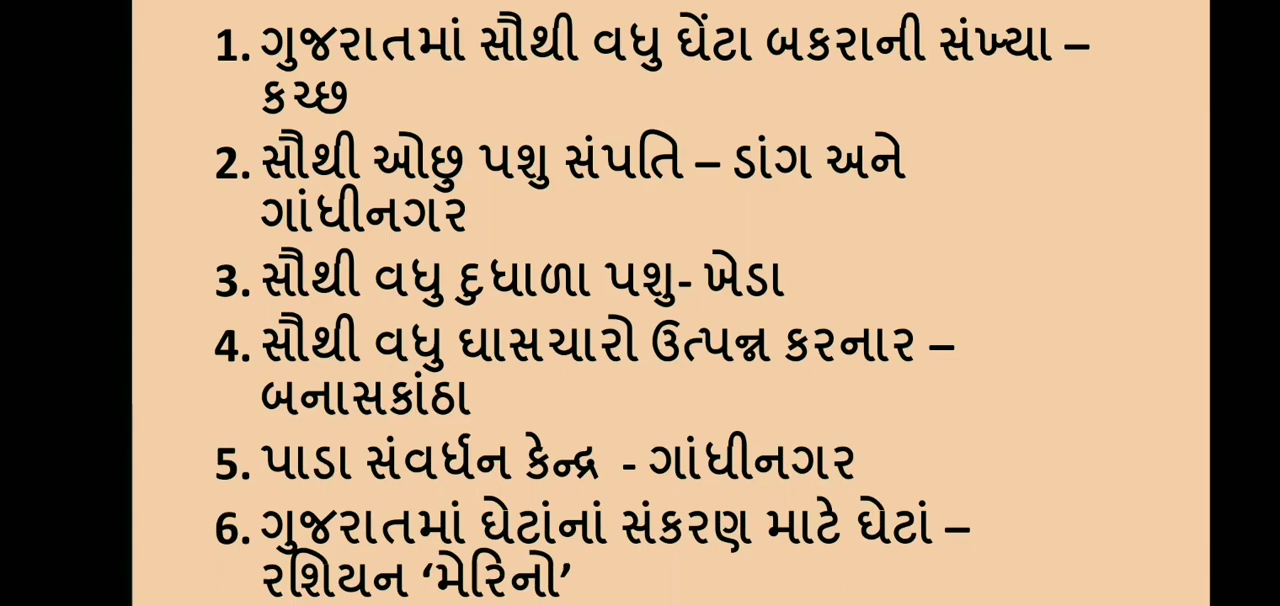 1. ગુજરાતમાં સૌથી વધુ ઘેંટા બકરાની સંખ્યા –
કચ્છ
2. સૌથી ઓછુ પશુ સંપતિ – ડાંગ અને
ગાંધીનગર
3. સૌથી વધુ દુધાળા પશુ- ખેડા
4. સૌથી વધુ ઘાસચારો ઉત્પન્ન કરનાર –
બનાસકાંઠા
5. પાડા સંવર્ધન કેન્દ્ર - ગાંધીનગર
6. ગુજરાતમાં ઘેટાંનાં સંકરણ માટે ઘેટાં –
રશિયન ‘મેરિનો’